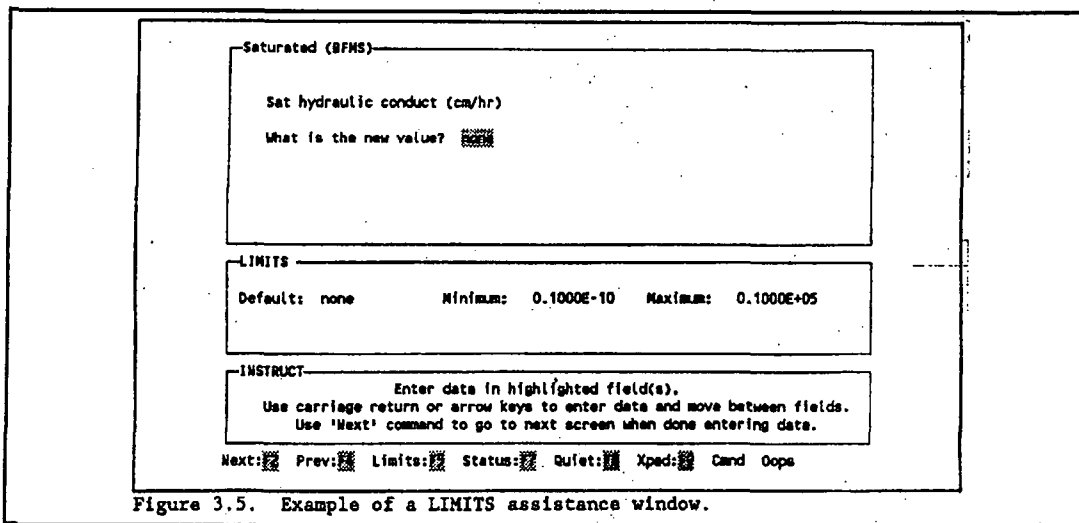 Saturated (BFMS)
Sat hydraulic conduct (cm/hr)
What is the new value? none
LIMITS
Default: none Minimum: 0.1000E-10 Maximum: 0.1000E+05
INSTRUCT
Enter data in highlighted field(s).
Use carriage return or arrow keys to enter data and move between fields.
Use 'Next' command to go to next screen when done entering data.
Next: Prev: Limits: Status: Quiet: Xpad: Cmnd Oops
Figure 3.5. Example of a LIMITS assistance window.